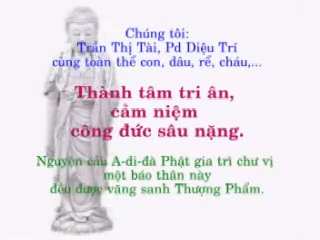 Chúng tôi:
Trần Thị Tài, Pd Diệu Trí
cùng toàn thể con, dâu, rể, cháu,...
Thành tâm tri ân,
cảm niệm
công đức sâu nặng.
Nguyện cầu A-di-đà Phật gia trì chư vị
một báo thân này
đều được vãng sanh Thượng Phẩm.